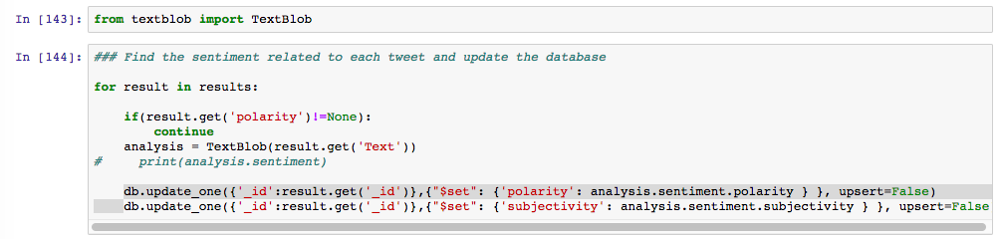 In [143]: from textblob import TextBlob
In [144]: ### Find the sentiment related to each tweet and update the database
for result in results:
if(result.get('polarity')!=None):
continue
analysis = TextBlob(result.get('Text'))
# print(analysis.sentiment)
db.update_one({'_id':result.get('_id')},{"$set": {'polarity': analysis.sentiment.polarity } }, upsert=False)
db.update_one({'_id':result.get('_id')},{"$set": {'subjectivity': analysis.sentiment.subjectivity } }, upsert=False